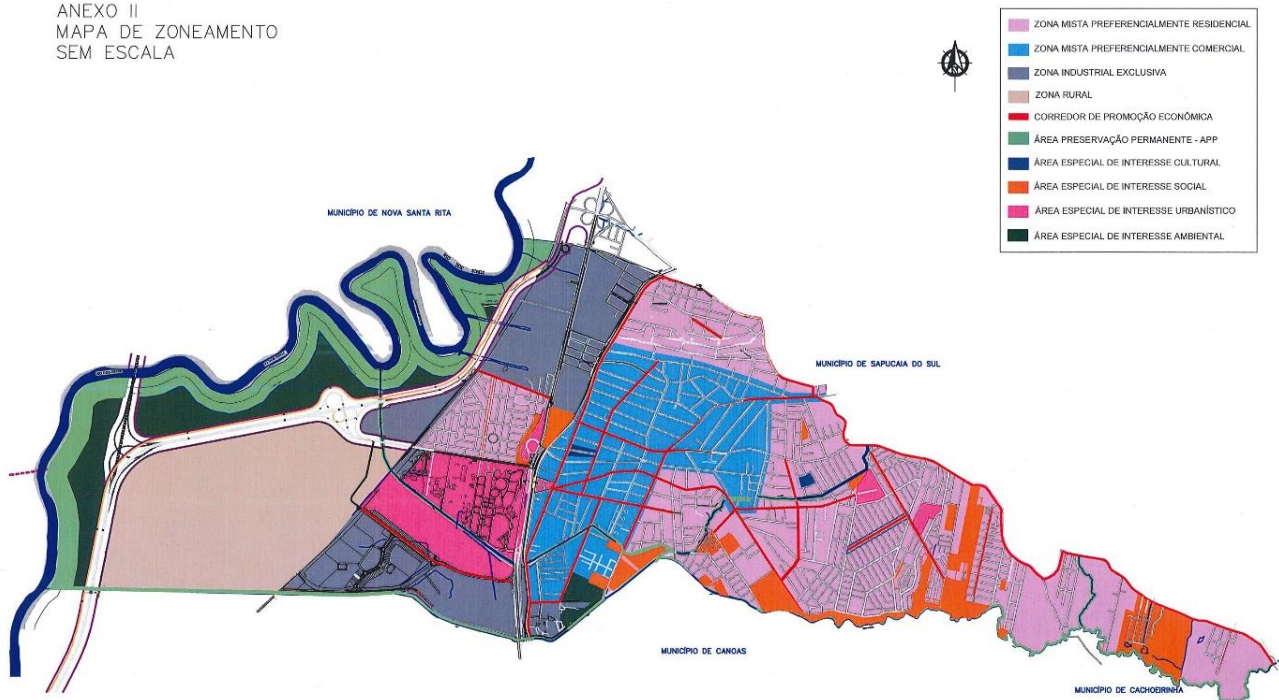 ANEXO II
MAPA DE ZONEAMENTO
SEM ESCALA
ZONA MISTA PREFERENCIALMENTE RESIDENCIAL
ZONA MISTA PREFERENCIALMENTE COMERCIAL
ZONA INDUSTRIAL EXCLUSIVA
ZONA RURAL
CORREDOR DE PROMOÇÃO ECONÔMICA
ÁREA PRESERVAÇÃO PERMANENTE - APP
ÁREA ESPECIAL DE INTERESSE CULTURAL
ÁREA ESPECIAL DE INTERESSE SOCIAL
ÁREA ESPECIAL DE INTERESSE URBANÍSTICO
ÁREA ESPECIAL DE INTERESSE AMBIENTAL
MUNICÍPIO DE NOVA SANTA RITA
MUNICÍPIO DE SAPUCAIA DO SUL
MUNICÍPIO DE CANOAS
MUNICÍPIO DE CACHOEIRINHA